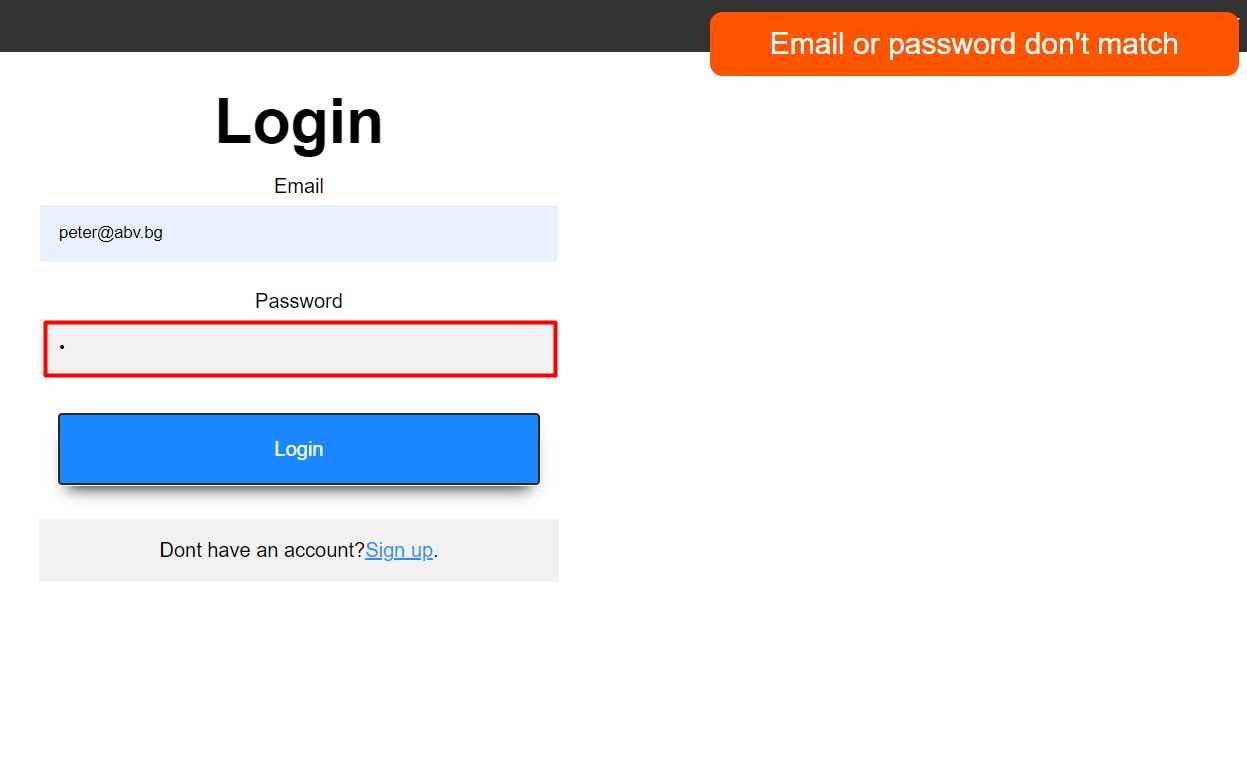 Email or password don't match
Login
Email
peter@abv.bg
Password
•
Login
Dont have an account?Sign up.